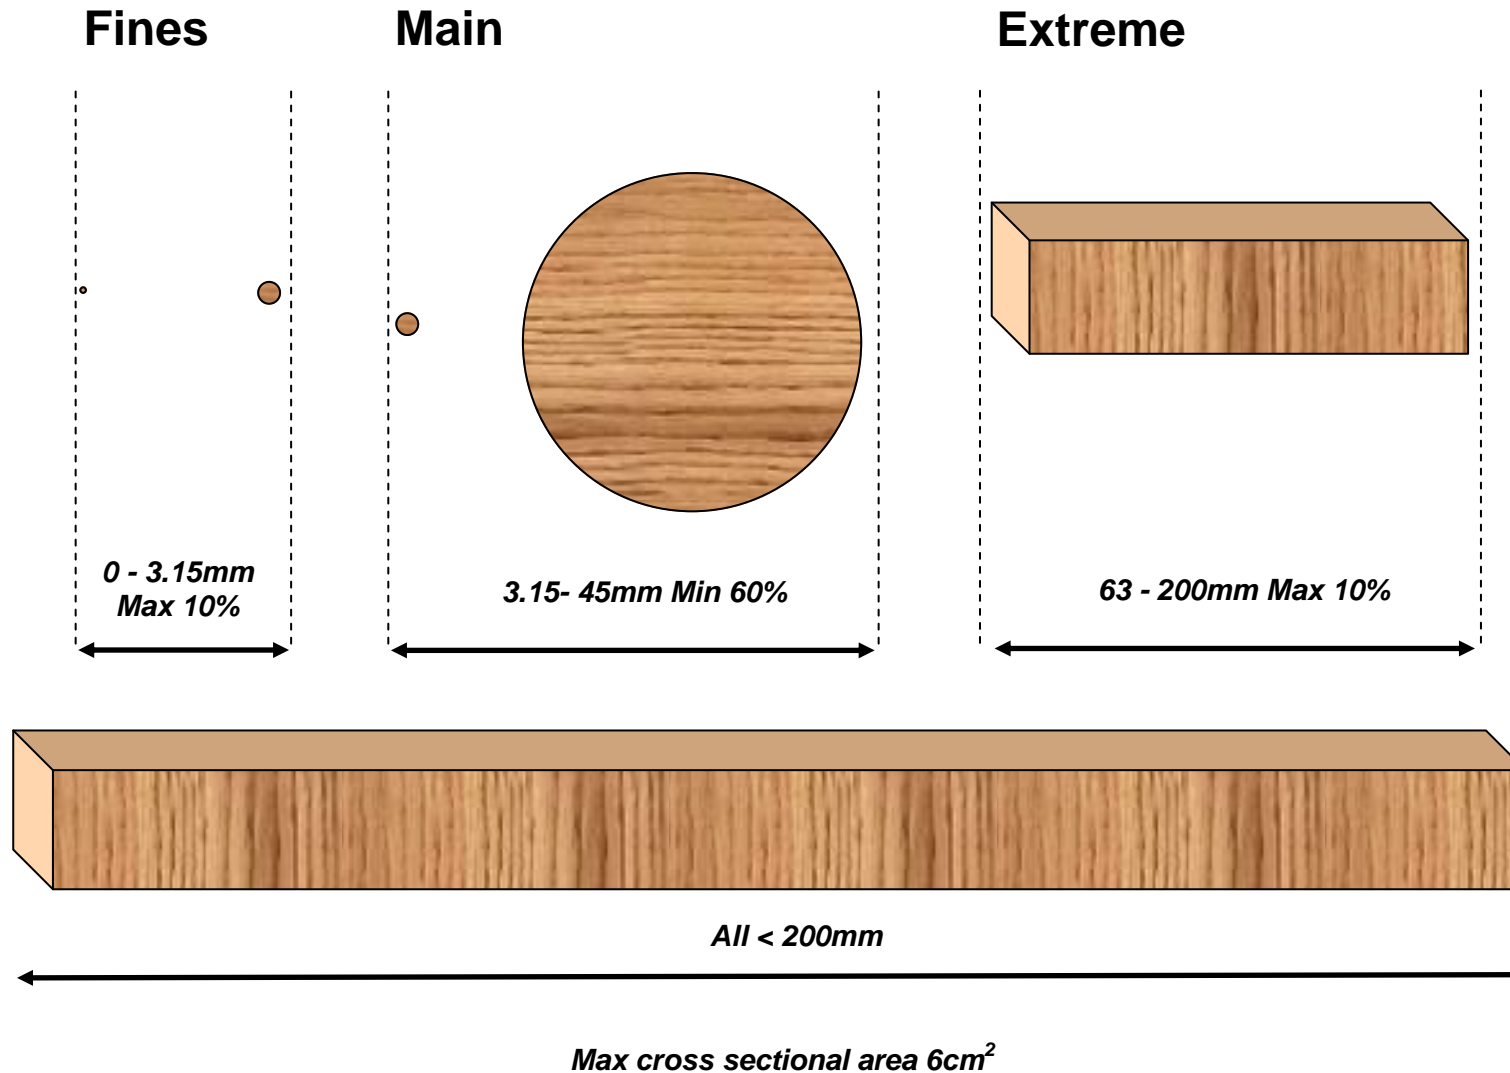 Fines
Main
Extreme
0 - 3.15mm
Max 10%
3.15- 45mm Min 60%
63 - 200mm Max 10%
All < 200mm
Max cross sectional area 6cm²